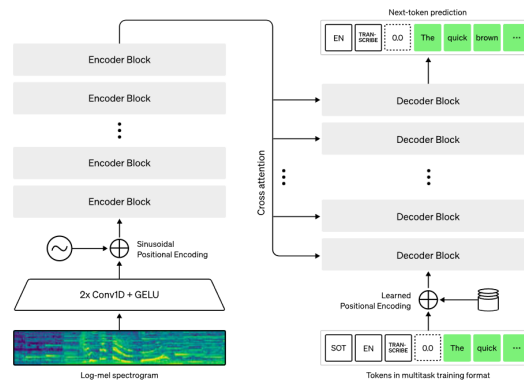 Next-token prediction
EN TRAN-SCRIBE 0.0 The quick brown ...
Encoder Block
Encoder Block
Encoder Block
Encoder Block
Cross attention
Decoder Block
Decoder Block
Decoder Block
Decoder Block
Sinusoidal
Positional Encoding
2x Conv1D + GELU
Log-mel spectrogram
Learned
Positional Encoding
SOT EN TRAN-SCRIBE 0.0 The quick ...
Tokens in multitask training format